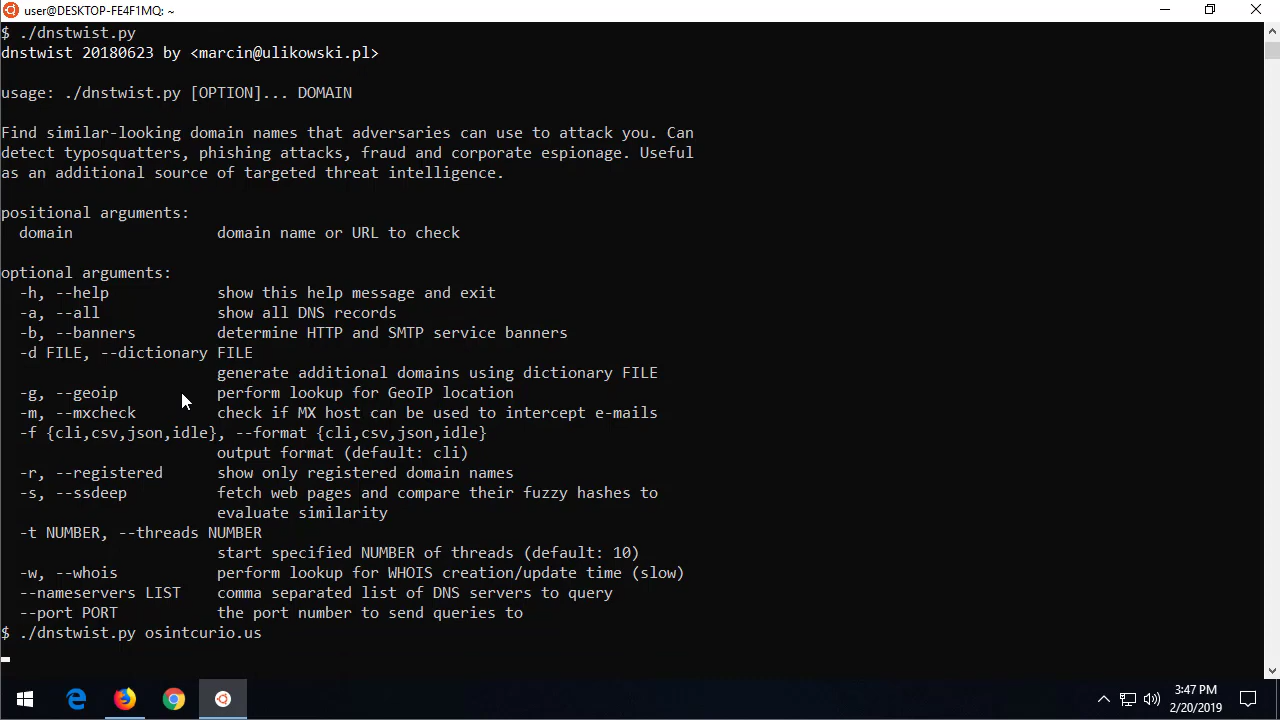 user@DESKTOP-FE4F1MQ: ~
$ ./dnstwist.py
dnstwist 20180623 by <marcin@ulikowski.pl>
usage: ./dnstwist.py [OPTION]... DOMAIN
Find similar-looking domain names that adversaries can use to attack you. Can
detect typosquatters, phishing attacks, fraud and corporate espionage. Useful
as an additional source of targeted threat intelligence.
positional arguments:
  domain                domain name or URL to check
optional arguments:
  -h, --help            show this help message and exit
  -a, --all             show all DNS records
  -b, --banners         determine HTTP and SMTP service banners
  -d FILE, --dictionary FILE
                        generate additional domains using dictionary FILE
  -g, --geoip           perform lookup for GeoIP location
  -m, --mxcheck         check if MX host can be used to intercept e-mails
  -f {cli,csv,json,idle}, --format {cli,csv,json,idle}
                        output format (default: cli)
  -r, --registered      show only registered domain names
  -s, --ssdeep          fetch web pages and compare their fuzzy hashes to
                        evaluate similarity
  -t NUMBER, --threads NUMBER
                        start specified NUMBER of threads (default: 10)
  -w, --whois           perform lookup for WHOIS creation/update time (slow)
  --nameservers LIST    comma separated list of DNS servers to query
  --port PORT           the port number to send queries to
$ ./dnstwist.py osintcurio.us
3:47 PM
2/20/2019